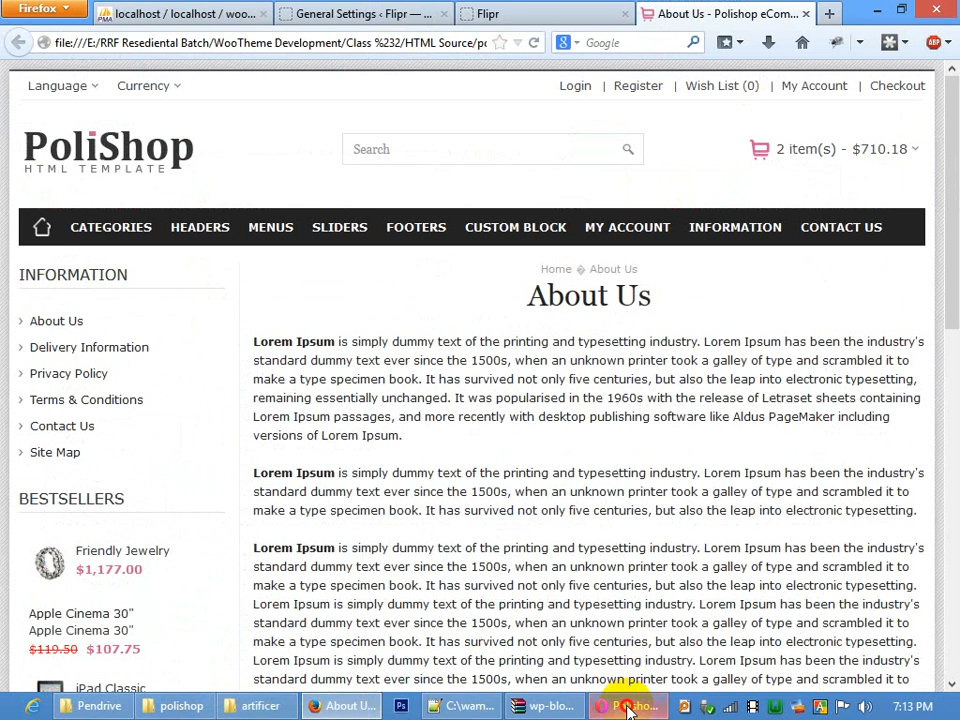 Firefox
localhost / localhost / woo...
General Settings ‹ Flipr — ...
Flipr
About Us - Polishop eCom...
file:///E:/RRF Resediental Batch/WooTheme Development/Class %232/HTML Source/pc
Google
Language
Currency
Login | Register | Wish List (0) | My Account | Checkout
PoliShop
HTML TEMPLATE
Search
2 item(s) - $710.18
CATEGORIES HEADERS MENUS SLIDERS FOOTERS CUSTOM BLOCK MY ACCOUNT INFORMATION CONTACT US
INFORMATION
About Us
Delivery Information
Privacy Policy
Terms & Conditions
Contact Us
Site Map
BESTSELLERS
Friendly Jewelry
$1,177.00
Apple Cinema 30"
Apple Cinema 30"
$119.50 $107.75
iPad Classic
Home � About Us
About Us
Lorem Ipsum is simply dummy text of the printing and typesetting industry. Lorem Ipsum has been the industry's
standard dummy text ever since the 1500s, when an unknown printer took a galley of type and scrambled it to
make a type specimen book. It has survived not only five centuries, but also the leap into electronic typesetting,
remaining essentially unchanged. It was popularised in the 1960s with the release of Letraset sheets containing
Lorem Ipsum passages, and more recently with desktop publishing software like Aldus PageMaker including
versions of Lorem Ipsum.
Lorem Ipsum is simply dummy text of the printing and typesetting industry. Lorem Ipsum has been the industry's
standard dummy text ever since the 1500s, when an unknown printer took a galley of type and scrambled it to
make a type specimen book. It has survived not only five centuries, but also the leap into electronic typesetting.
Lorem Ipsum is simply dummy text of the printing and typesetting industry. Lorem Ipsum has been the industry's
standard dummy text ever since the 1500s, when an unknown printer took a galley of type and scrambled it to
make a type specimen book. It has survived not only five centuries, but also the leap into electronic typesetting.
Lorem Ipsum is simply dummy text of the printing and typesetting industry. Lorem Ipsum has been the industry's
standard dummy text ever since the 1500s, when an unknown printer took a galley of type and scrambled it to
make a type specimen book. It has survived not only five centuries, but also the leap into electronic typesetting.
Lorem Ipsum is simply dummy text of the printing and typesetting industry. Lorem Ipsum has been the industry's
standard dummy text ever since the 1500s, when an unknown printer took a galley of type and scrambled it to
Pendrive
polishop
artificer
About U...
Ps
C:\wam...
wp-blo...
7:13 PM